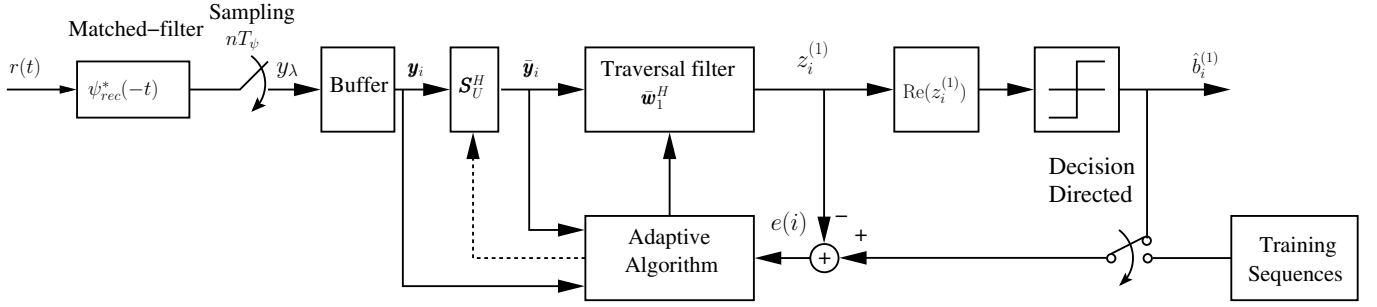 Sampling
Matched−filter
nT_ψ
r(t)
ψ*_{rec}(−t)
y_λ
Buffer
y_i
S_U^H
ȳ_i
Traversal filter
w̄_1^H
z_i^{(1)}
Re(z_i^{(1)})
b̂_i^{(1)}
Decision
Directed
Adaptive
Algorithm
e(i)
−
+
+
Training
Sequences